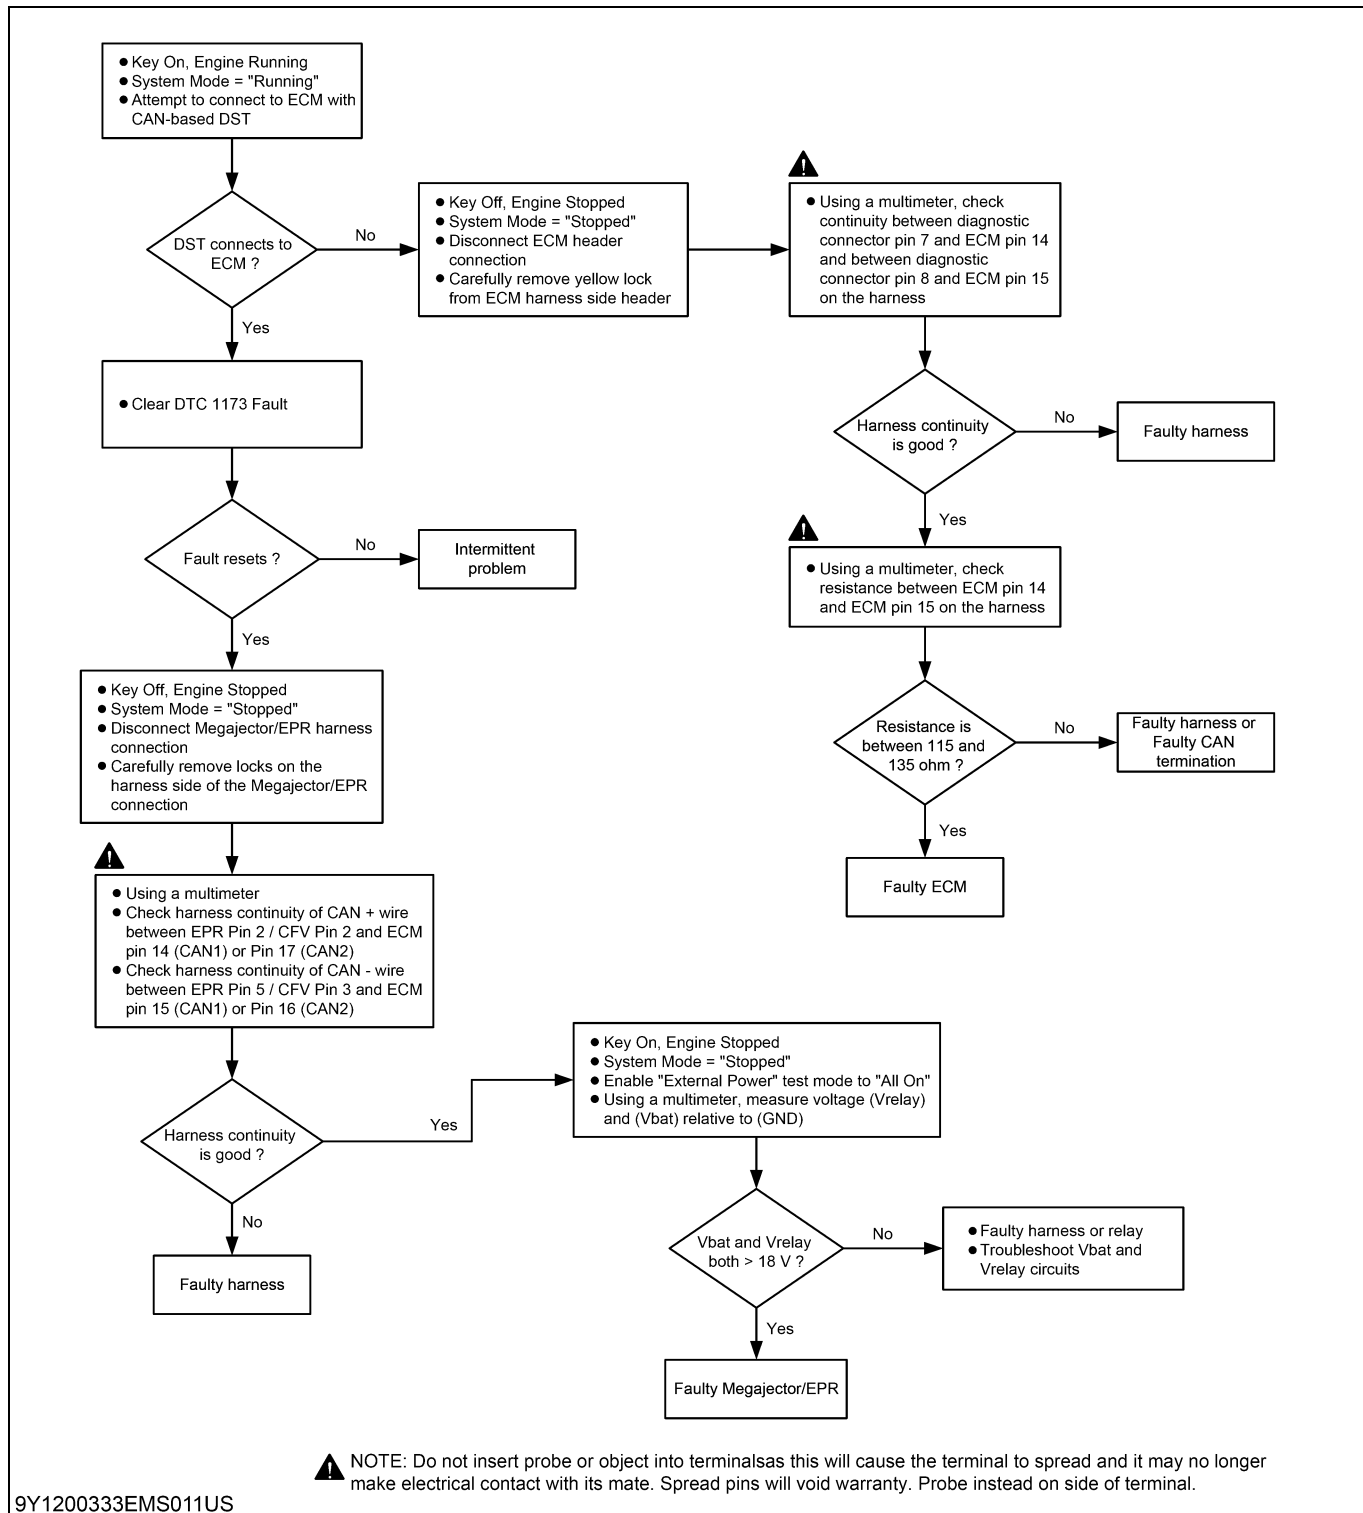 ● Key On, Engine Running
● System Mode = "Running"
● Attempt to connect to ECM with
CAN-based DST
DST connects to
ECM ?
No
Yes
● Key Off, Engine Stopped
● System Mode = "Stopped"
● Disconnect ECM header
connection
● Carefully remove yellow lock
from ECM harness side header
● Using a multimeter, check
continuity between diagnostic
connector pin 7 and ECM pin 14
and between diagnostic
connector pin 8 and ECM pin 15
on the harness
● Clear DTC 1173 Fault
Harness continuity
is good ?
No
Faulty harness
Yes
Fault resets ?
No
Intermittent
problem
Yes
● Using a multimeter, check
resistance between ECM pin 14
and ECM pin 15 on the harness
● Key Off, Engine Stopped
● System Mode = "Stopped"
● Disconnect Megajector/EPR harness
connection
● Carefully remove locks on the
harness side of the Megajector/EPR
connection
Resistance is
between 115 and
135 ohm ?
No
Faulty harness or
Faulty CAN
termination
Yes
Faulty ECM
● Using a multimeter
● Check harness continuity of CAN + wire
between EPR Pin 2 / CFV Pin 2 and ECM
pin 14 (CAN1) or Pin 17 (CAN2)
● Check harness continuity of CAN - wire
between EPR Pin 5 / CFV Pin 3 and ECM
pin 15 (CAN1) or Pin 16 (CAN2)
Harness continuity
is good ?
Yes
No
Faulty harness
● Key On, Engine Stopped
● System Mode = "Stopped"
● Enable "External Power" test mode to "All On"
● Using a multimeter, measure voltage (Vrelay)
and (Vbat) relative to (GND)
Vbat and Vrelay
both > 18 V ?
No
● Faulty harness or relay
● Troubleshoot Vbat and
Vrelay circuits
Yes
Faulty Megajector/EPR
NOTE: Do not insert probe or object into terminalsas this will cause the terminal to spread and it may no longer
make electrical contact with its mate. Spread pins will void warranty. Probe instead on side of terminal.
9Y1200333EMS011US